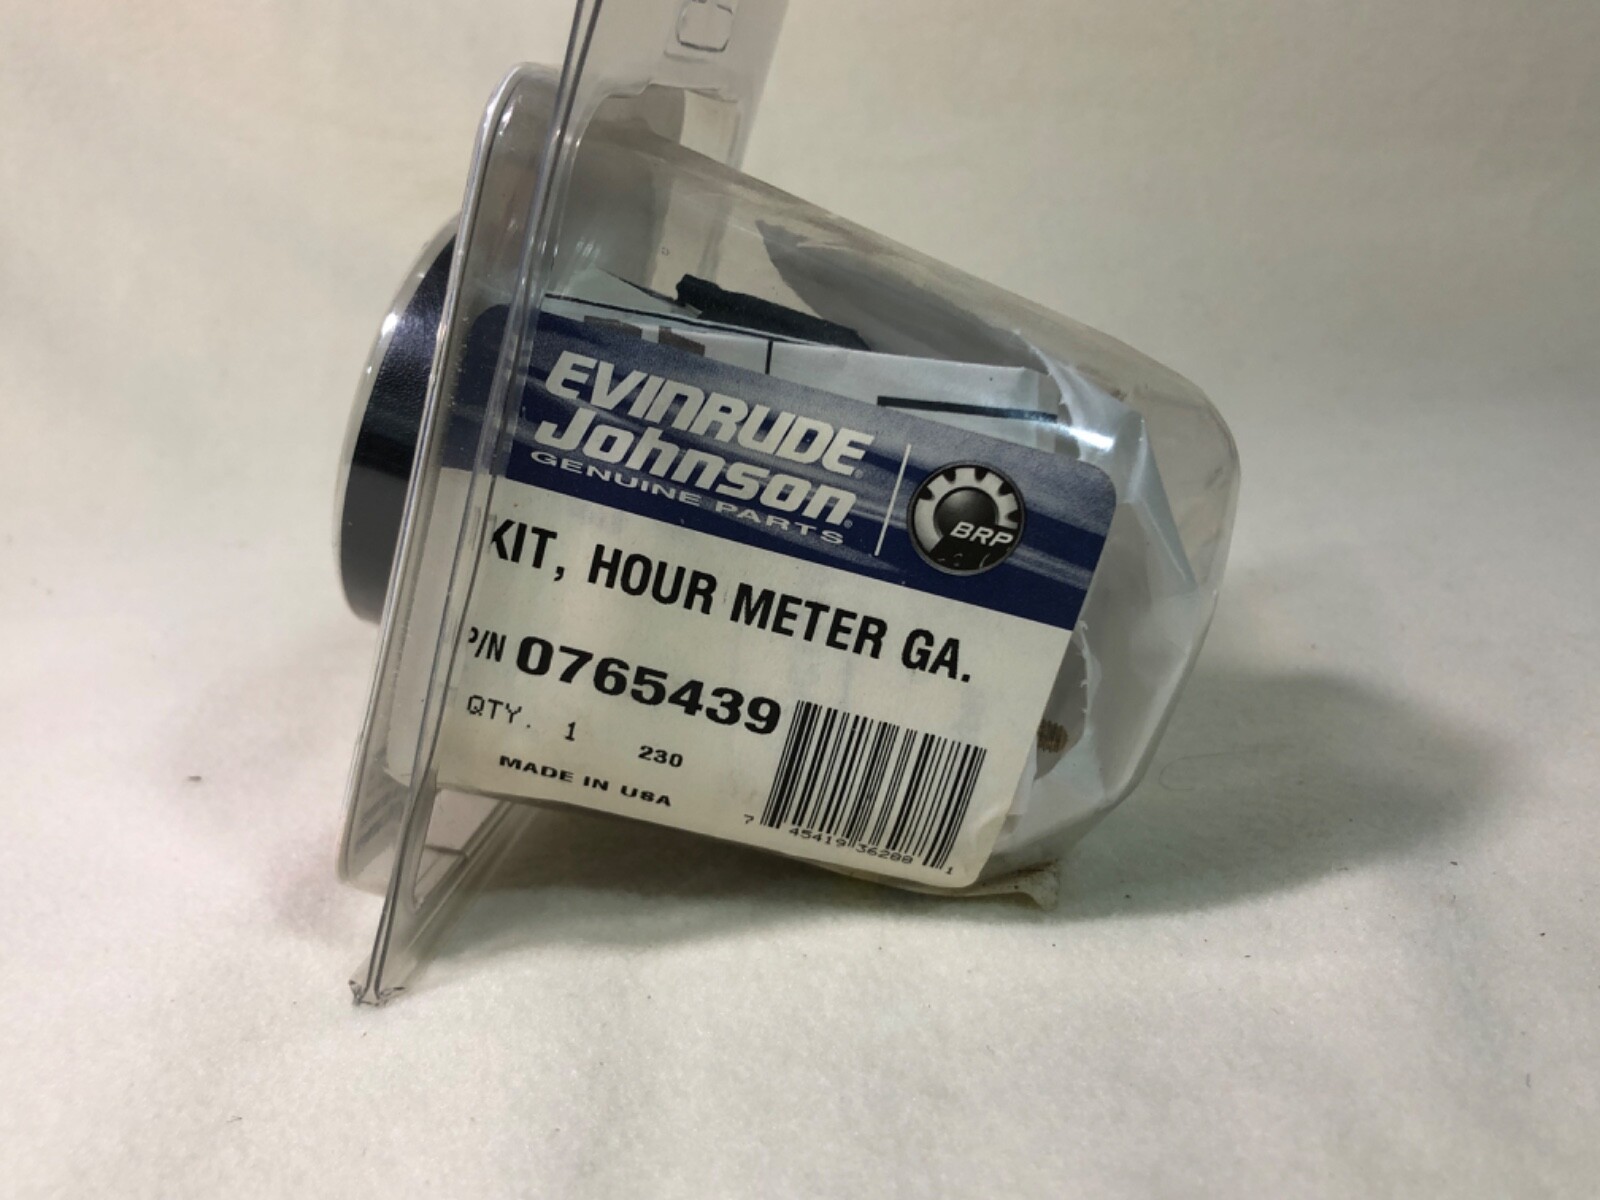 EVINRUDE
Johnson
GENUINE PARTS
BRP
KIT, HOUR METER GA.
P/N 0765439
QTY. 1 230
MADE IN USA
7 45419 36288 1